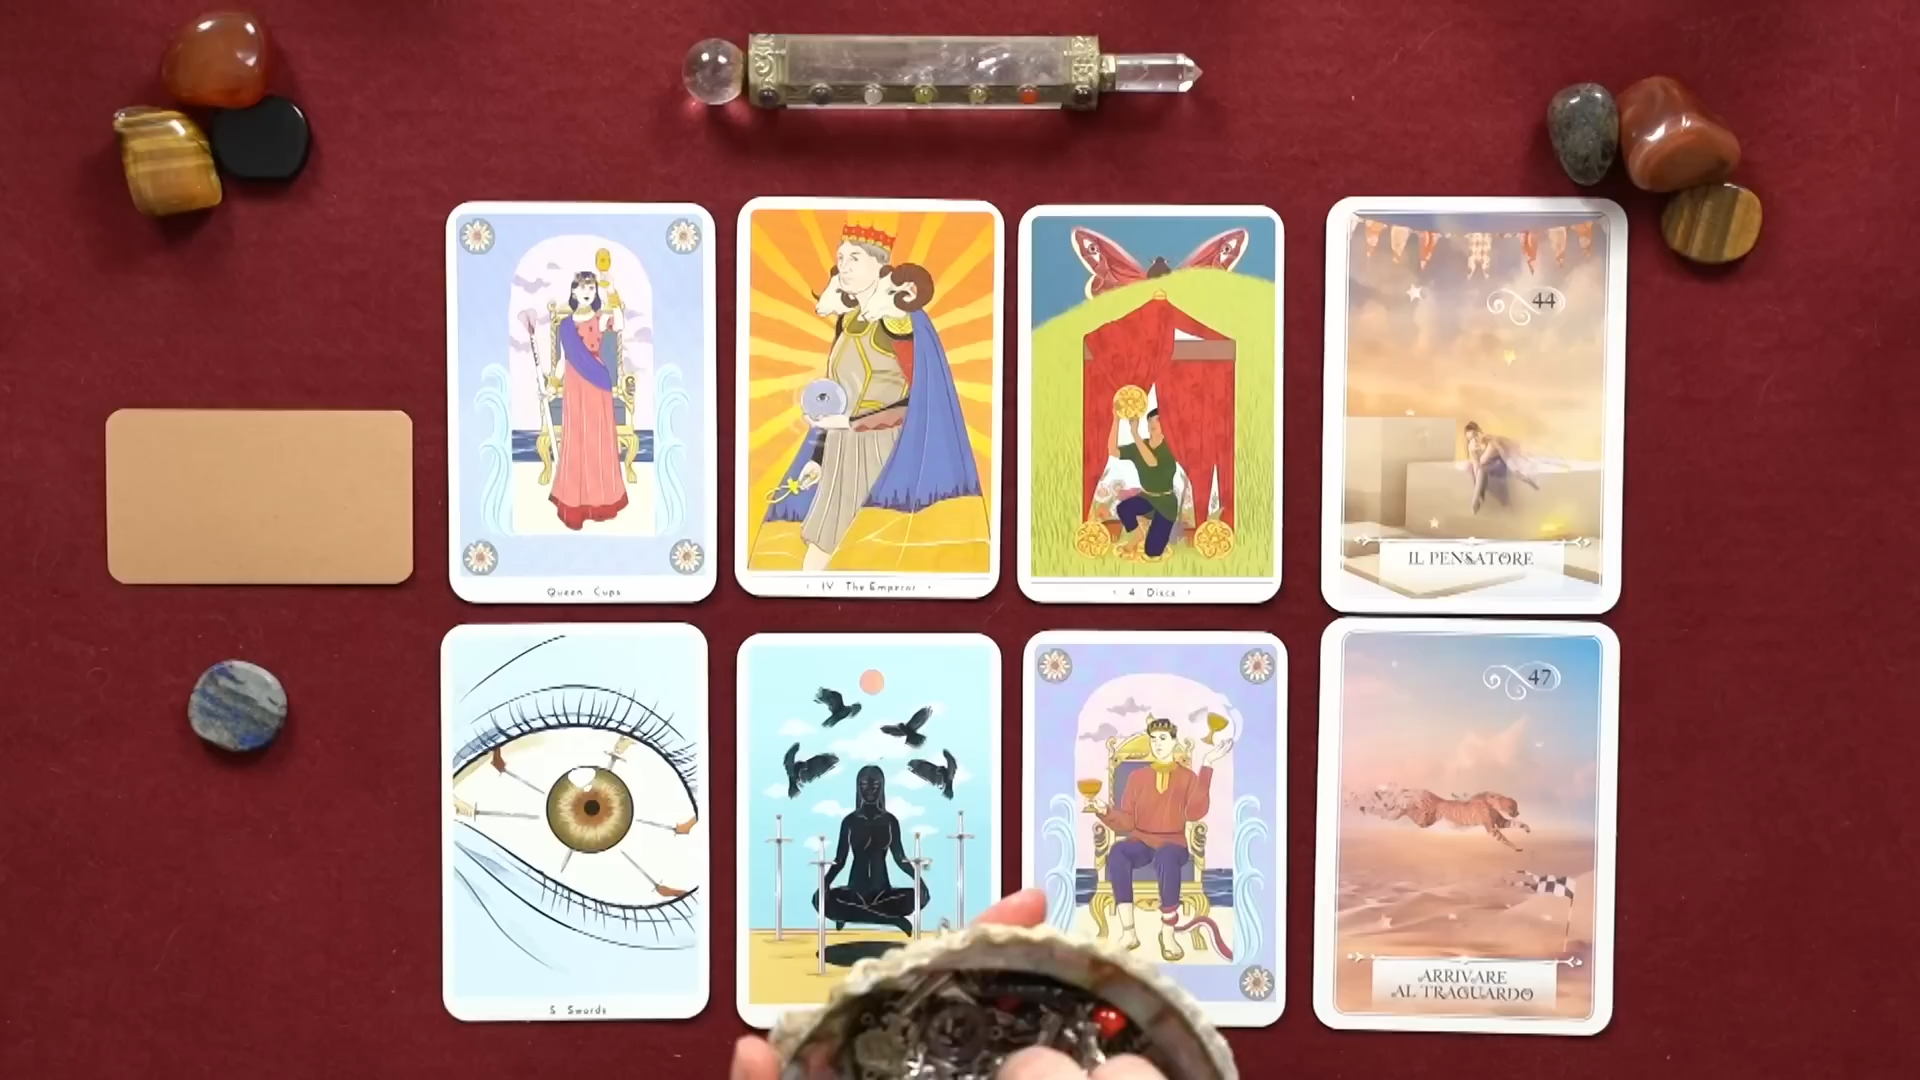 Queen Cups
IV The Emperor
4 Discs
44
IL PENSATORE
5 Swords
47
ARRIVARE
AL TRAGUARDO